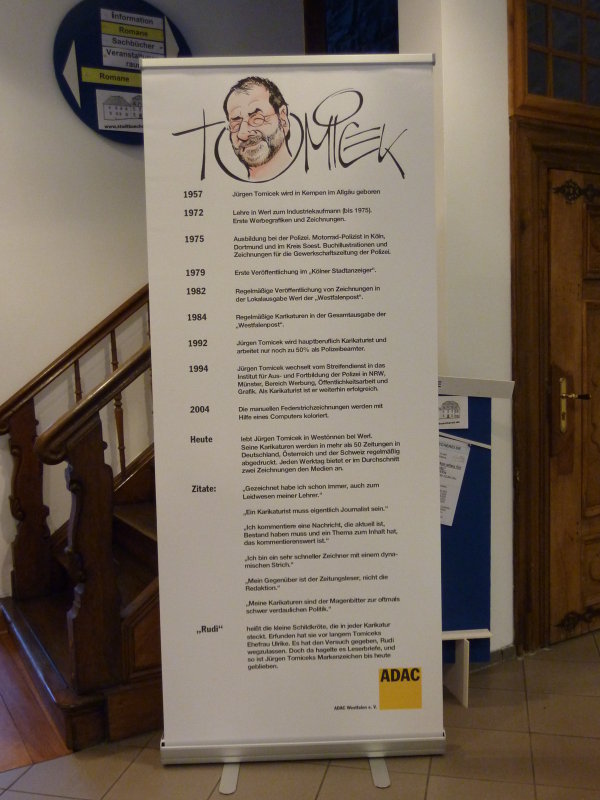 Information
Romane
Sachbücher
Veranstaltungs
raum
Romane
TOMICEK
1957 Jürgen Tomicek wird in Kempen im Allgäu geboren
1972 Lehre in Werl zum Industriekaufmann (bis 1975).
Erste Werbegrafiken und Zeichnungen.
1975 Ausbildung bei der Polizei. Motorrad-Polizist in Köln,
Dortmund und im Kreis Soest. Buchillustrationen und
Zeichnungen für die Gewerkschaftszeitung der Polizei.
1979 Erste Veröffentlichung im „Kölner Stadtanzeiger“.
1982 Regelmäßige Veröffentlichung von Zeichnungen in
der Lokalausgabe Werl der „Westfalenpost“.
1984 Regelmäßige Karikaturen in der Gesamtausgabe der
„Westfalenpost“.
1992 Jürgen Tomicek wird hauptberuflich Karikaturist und
arbeitet nur noch zu 50% als Polizeibeamter.
1994 Jürgen Tomicek wechselt vom Streifendienst in das
Institut für Aus- und Fortbildung der Polizei in NRW,
Münster, Bereich Werbung, Öffentlichkeitsarbeit und
Grafik. Als Karikaturist ist er weiterhin erfolgreich.
2004 Die manuellen Federstrichzeichnungen werden mit
Hilfe eines Computers koloriert.
Heute lebt Jürgen Tomicek in Westönnen bei Werl.
Seine Karikaturen werden in mehr als 50 Zeitungen in
Deutschland, Österreich und der Schweiz regelmäßig
abgedruckt. Jeden Werktag bietet er im Durchschnitt
zwei Zeichnungen den Medien an.
Zitate: „Gezeichnet habe ich schon immer, auch zum
Leidwesen meiner Lehrer.“
„Ein Karikaturist muss eigentlich Journalist sein.“
„Ich kommentiere eine Nachricht, die aktuell ist,
Bestand haben muss und ein Thema zum Inhalt hat,
das kommentierenswert ist.“
„Ich bin ein sehr schneller Zeichner mit einem dyna-
mischen Strich.“
„Mein Gegenüber ist der Zeitungsleser, nicht die
Redaktion.“
„Meine Karikaturen sind der Magenbitter zur oftmals
schwer verdaulichen Politik.“
„Rudi“ heißt die kleine Schildkröte, die in jeder Karikatur
steckt. Erfunden hat sie vor langem Tomiceks
Ehefrau Ulrike. Es hat den Versuch gegeben, Rudi
wegzulassen. Doch da hagelte es Leserbriefe, und
so ist Jürgen Tomiceks Markenzeichen bis heute
geblieben.
ADAC
ADAC Westfalen e. V.